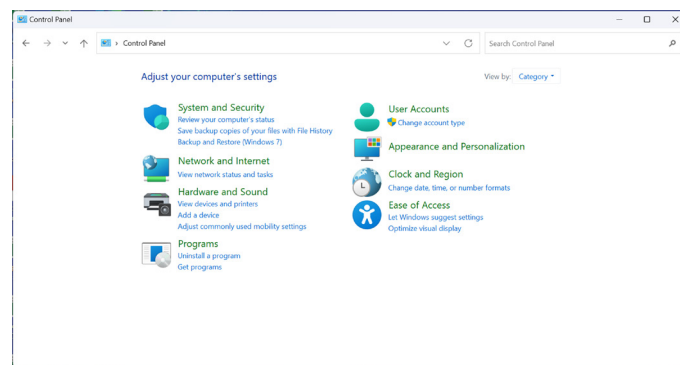 Control Panel
Control Panel
Search Control Panel
Adjust your computer's settings
View by: Category
System and Security
Review your computer's status
Save backup copies of your files with File History
Backup and Restore (Windows 7)
Network and Internet
View network status and tasks
Hardware and Sound
View devices and printers
Add a device
Adjust commonly used mobility settings
Programs
Uninstall a program
Get programs
User Accounts
Change account type
Appearance and Personalization
Clock and Region
Change date, time, or number formats
Ease of Access
Let Windows suggest settings
Optimize visual display